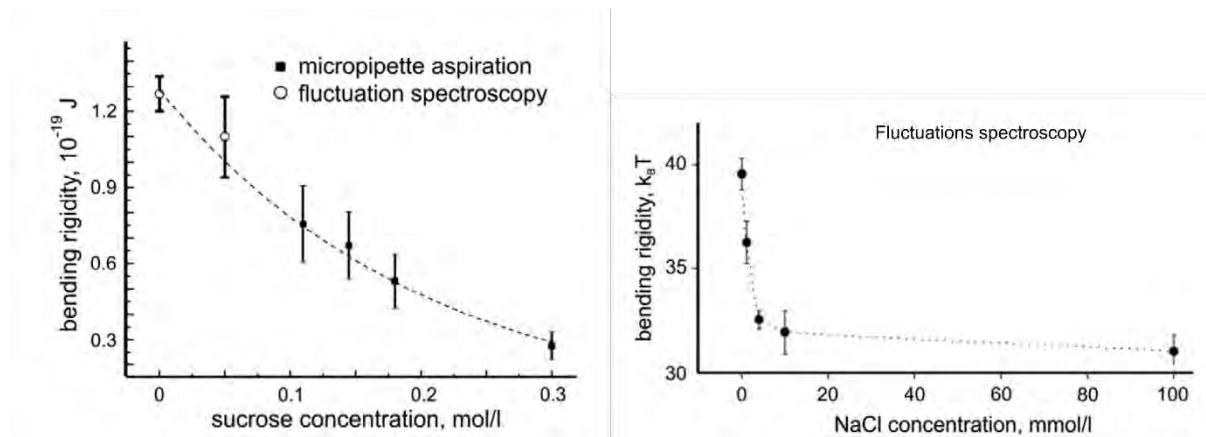 micropipette aspiration
fluctuation spectroscopy
bending rigidity, 10⁻¹⁹ J
1.2
0.9
0.6
0.3
0 0.1 0.2 0.3
sucrose concentration, mol/l
Fluctuations spectroscopy
bending rigidity, kₐT
40
35
30
0 20 40 60 80 100
NaCl concentration, mmol/l